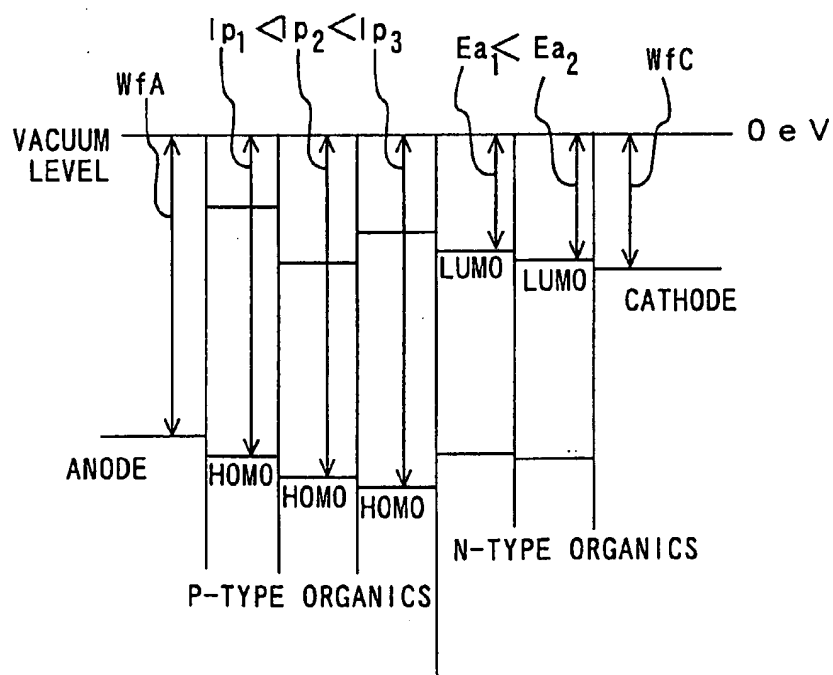 Ip1 < Ip2 < Ip3
Ea1 < Ea2
WfC
WfA
VACUUM
LEVEL
0 eV
LUMO
LUMO
CATHODE
ANODE
HOMO
HOMO
HOMO
N-TYPE ORGANICS
P-TYPE ORGANICS